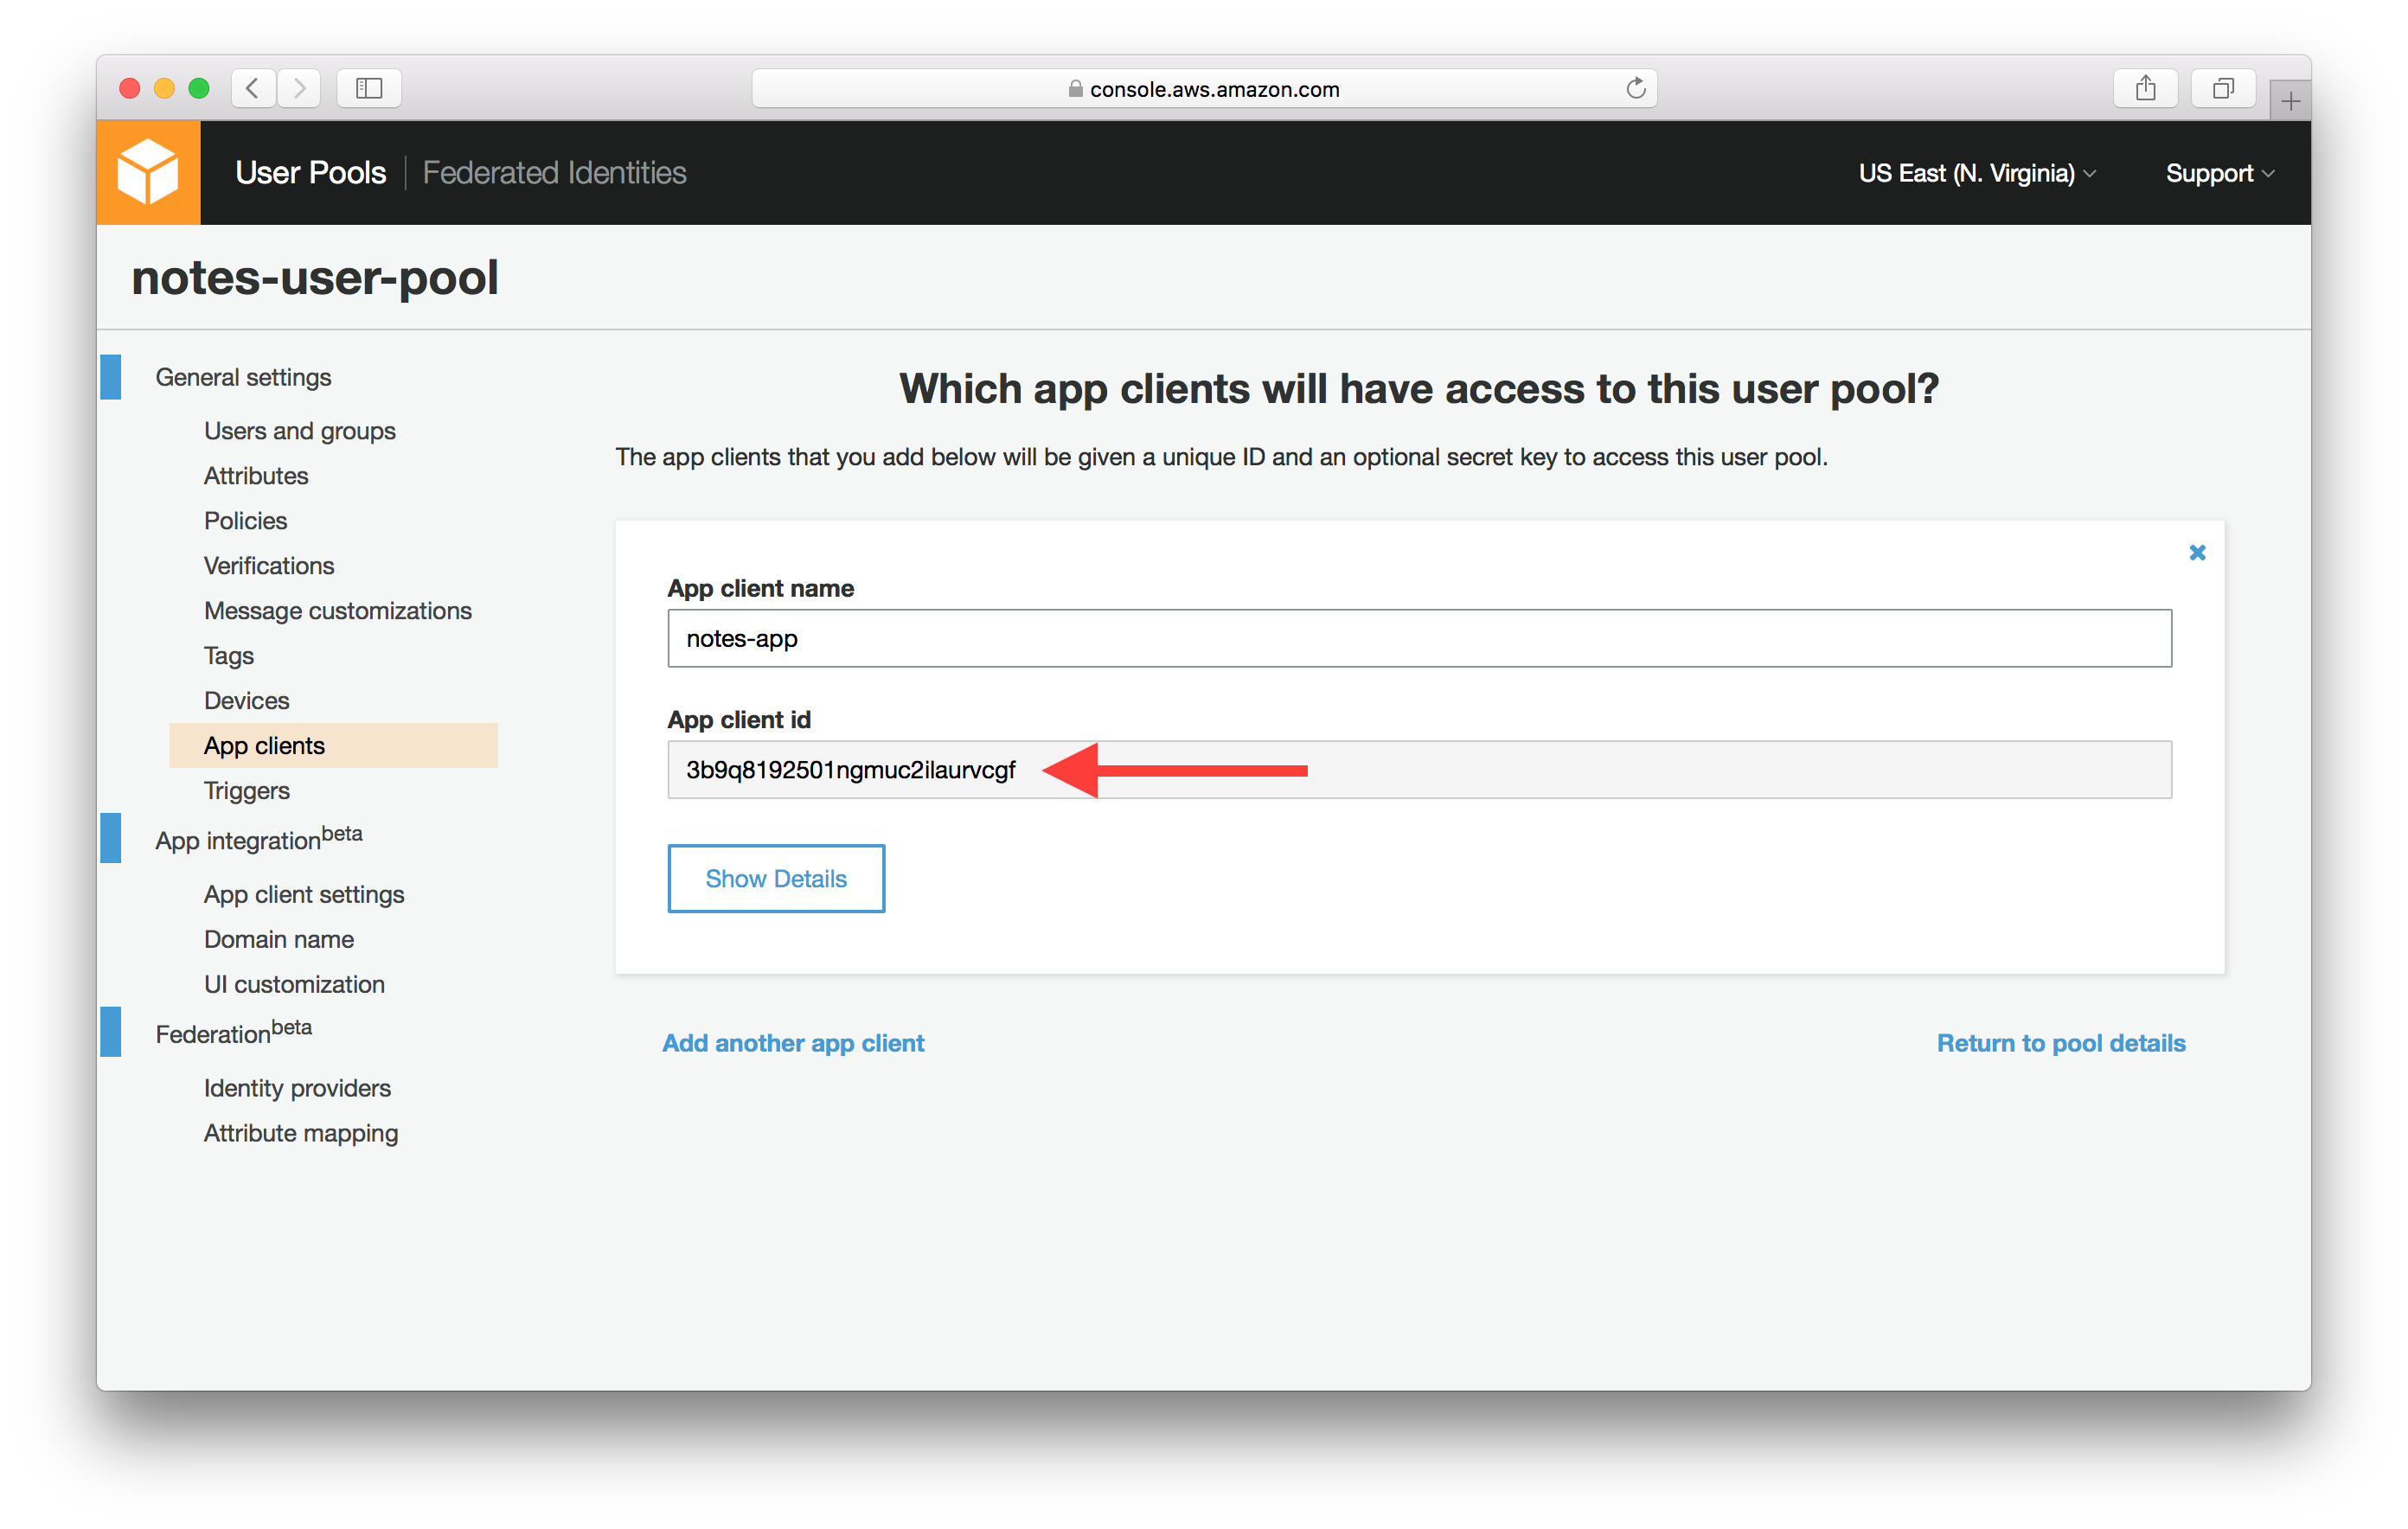 console.aws.amazon.com
User Pools
Federated Identities
US East (N. Virginia)
Support
notes-user-pool
General settings
Users and groups
Attributes
Policies
Verifications
Message customizations
Tags
Devices
App clients
Triggers
App integration beta
App client settings
Domain name
UI customization
Federation beta
Identity providers
Attribute mapping
Which app clients will have access to this user pool?
The app clients that you add below will be given a unique ID and an optional secret key to access this user pool.
App client name
notes-app
App client id
3b9q8192501ngmuc2ilaurvcgf
Show Details
Add another app client
Return to pool details